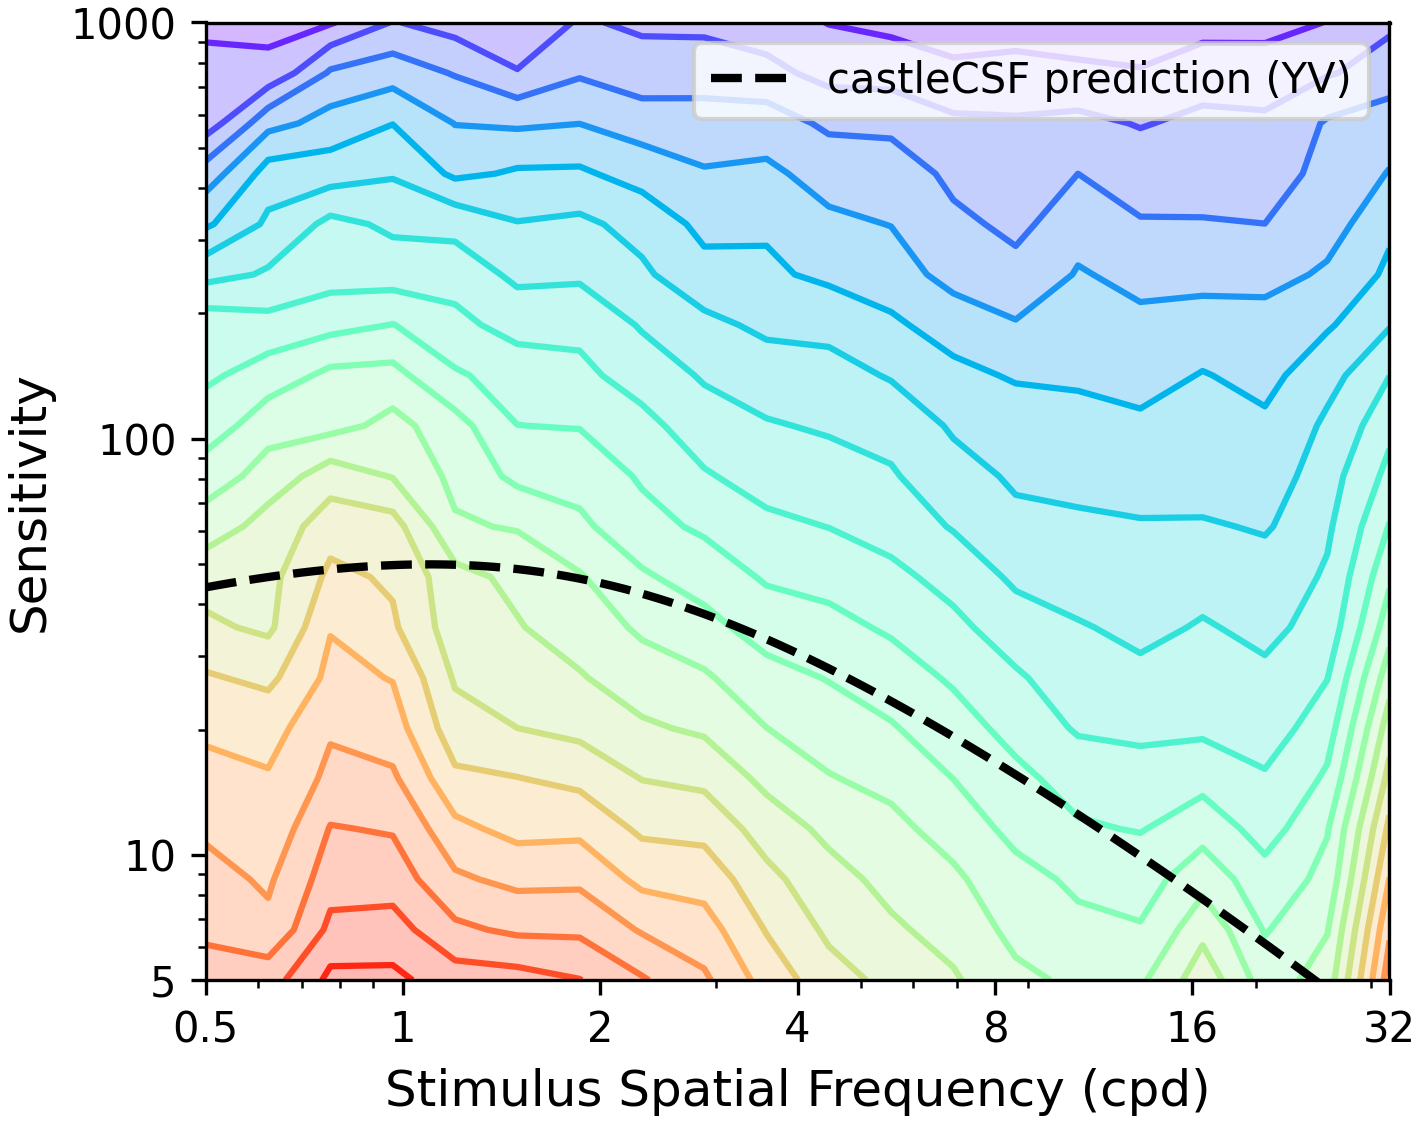 1000
castleCSF prediction (YV)
Sensitivity
100
10
5
0.5 1 2 4 8 16 32
Stimulus Spatial Frequency (cpd)